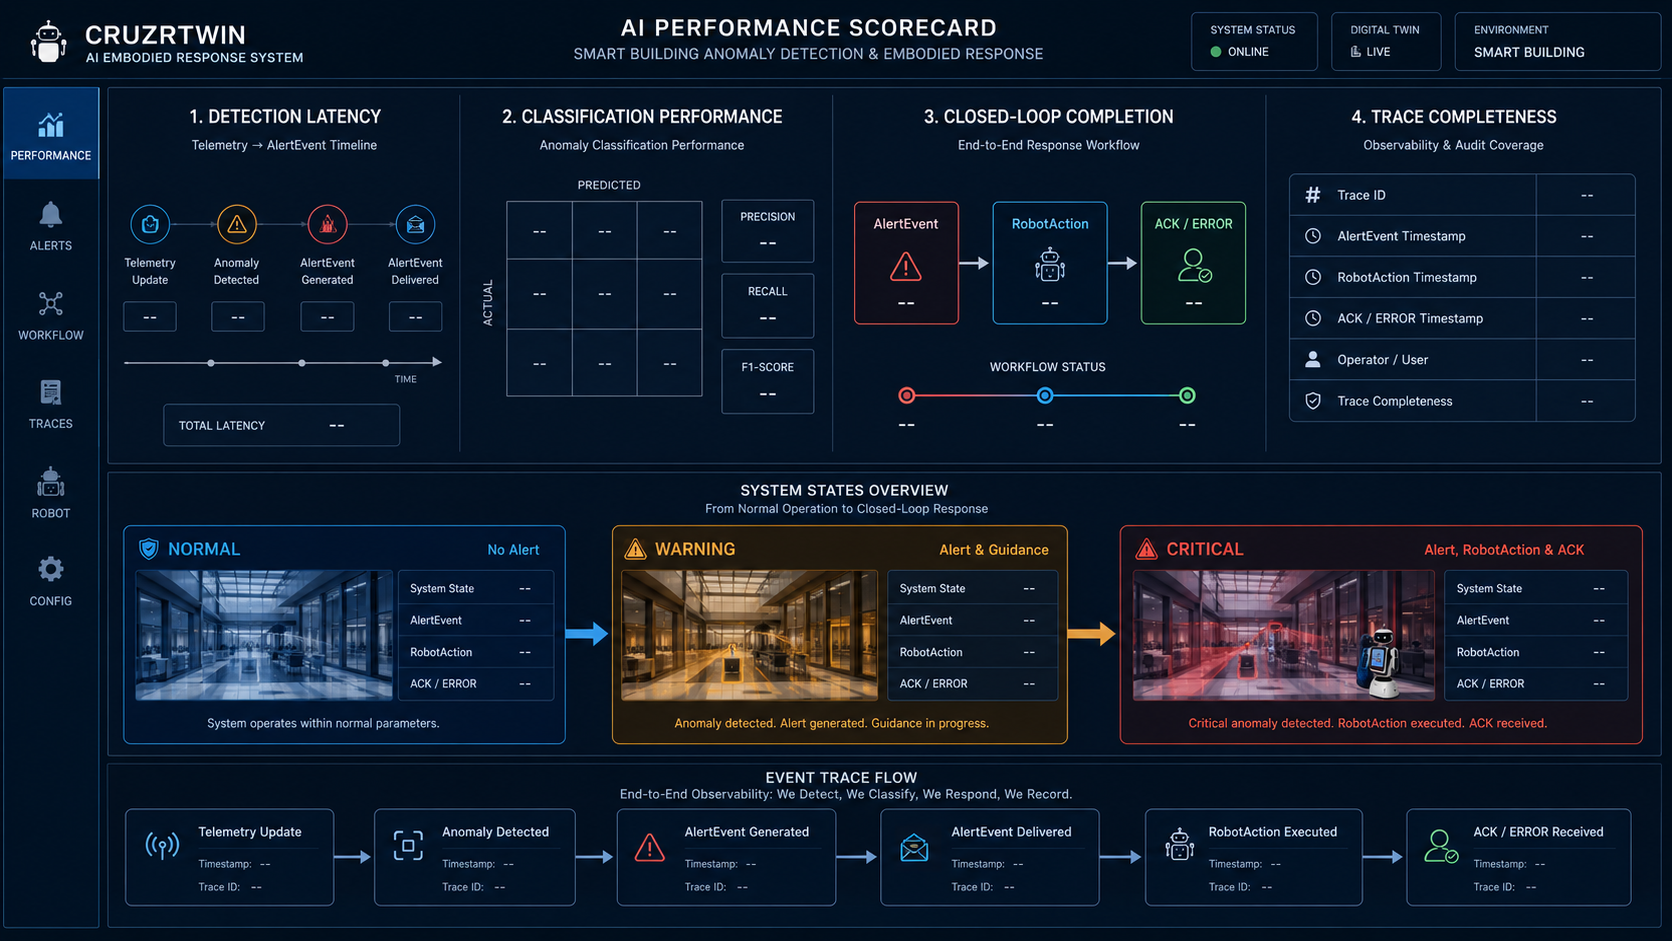 CRUZRTWIN
AI EMBODIED RESPONSE SYSTEM
AI PERFORMANCE SCORECARD
SMART BUILDING ANOMALY DETECTION & EMBODIED RESPONSE
SYSTEM STATUS
ONLINE
DIGITAL TWIN
LIVE
ENVIRONMENT
SMART BUILDING
PERFORMANCE
ALERTS
WORKFLOW
TRACES
ROBOT
CONFIG
1. DETECTION LATENCY
Telemetry → AlertEvent Timeline
Telemetry
Update
Anomaly
Detected
AlertEvent
Generated
AlertEvent
Delivered
-- -- -- --
TIME
TOTAL LATENCY --
2. CLASSIFICATION PERFORMANCE
Anomaly Classification Performance
PREDICTED
ACTUAL
-- -- --
-- -- --
-- -- --
PRECISION
--
RECALL
--
F1-SCORE
--
3. CLOSED-LOOP COMPLETION
End-to-End Response Workflow
AlertEvent
--
RobotAction
--
ACK / ERROR
--
WORKFLOW STATUS
-- -- --
4. TRACE COMPLETENESS
Observability & Audit Coverage
# Trace ID --
AlertEvent Timestamp --
RobotAction Timestamp --
ACK / ERROR Timestamp --
Operator / User --
Trace Completeness --
SYSTEM STATES OVERVIEW
From Normal Operation to Closed-Loop Response
NORMAL No Alert
System State --
AlertEvent --
RobotAction --
ACK / ERROR --
System operates within normal parameters.
WARNING Alert & Guidance
System State --
AlertEvent --
RobotAction --
ACK / ERROR --
Anomaly detected. Alert generated. Guidance in progress.
CRITICAL Alert, RobotAction & ACK
System State --
AlertEvent --
RobotAction --
ACK / ERROR --
Critical anomaly detected. RobotAction executed. ACK received.
EVENT TRACE FLOW
End-to-End Observability: We Detect, We Classify, We Respond, We Record.
Telemetry Update
Timestamp: --
Trace ID: --
Anomaly Detected
Timestamp: --
Trace ID: --
AlertEvent Generated
Timestamp: --
Trace ID: --
AlertEvent Delivered
Timestamp: --
Trace ID: --
RobotAction Executed
Timestamp: --
Trace ID: --
ACK / ERROR Received
Timestamp: --
Trace ID: --